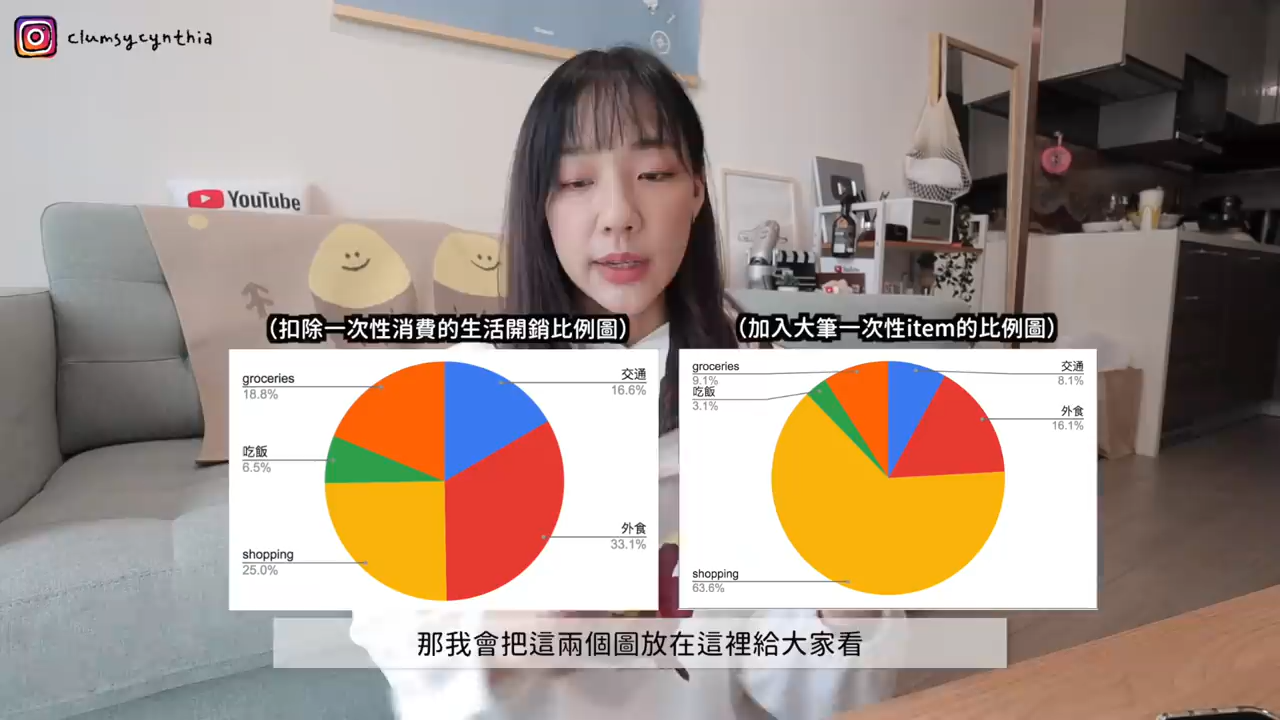 clumsycynthia
YouTube
YouTube
（扣除一次性消費的生活開銷比例圖）
groceries
18.8%
吃飯
6.5%
shopping
25.0%
交通
16.6%
外食
33.1%
（加入大筆一次性item的比例圖）
groceries
9.1%
吃飯
3.1%
shopping
63.6%
交通
8.1%
外食
16.1%
那我會把這兩個圖放在這裡給大家看